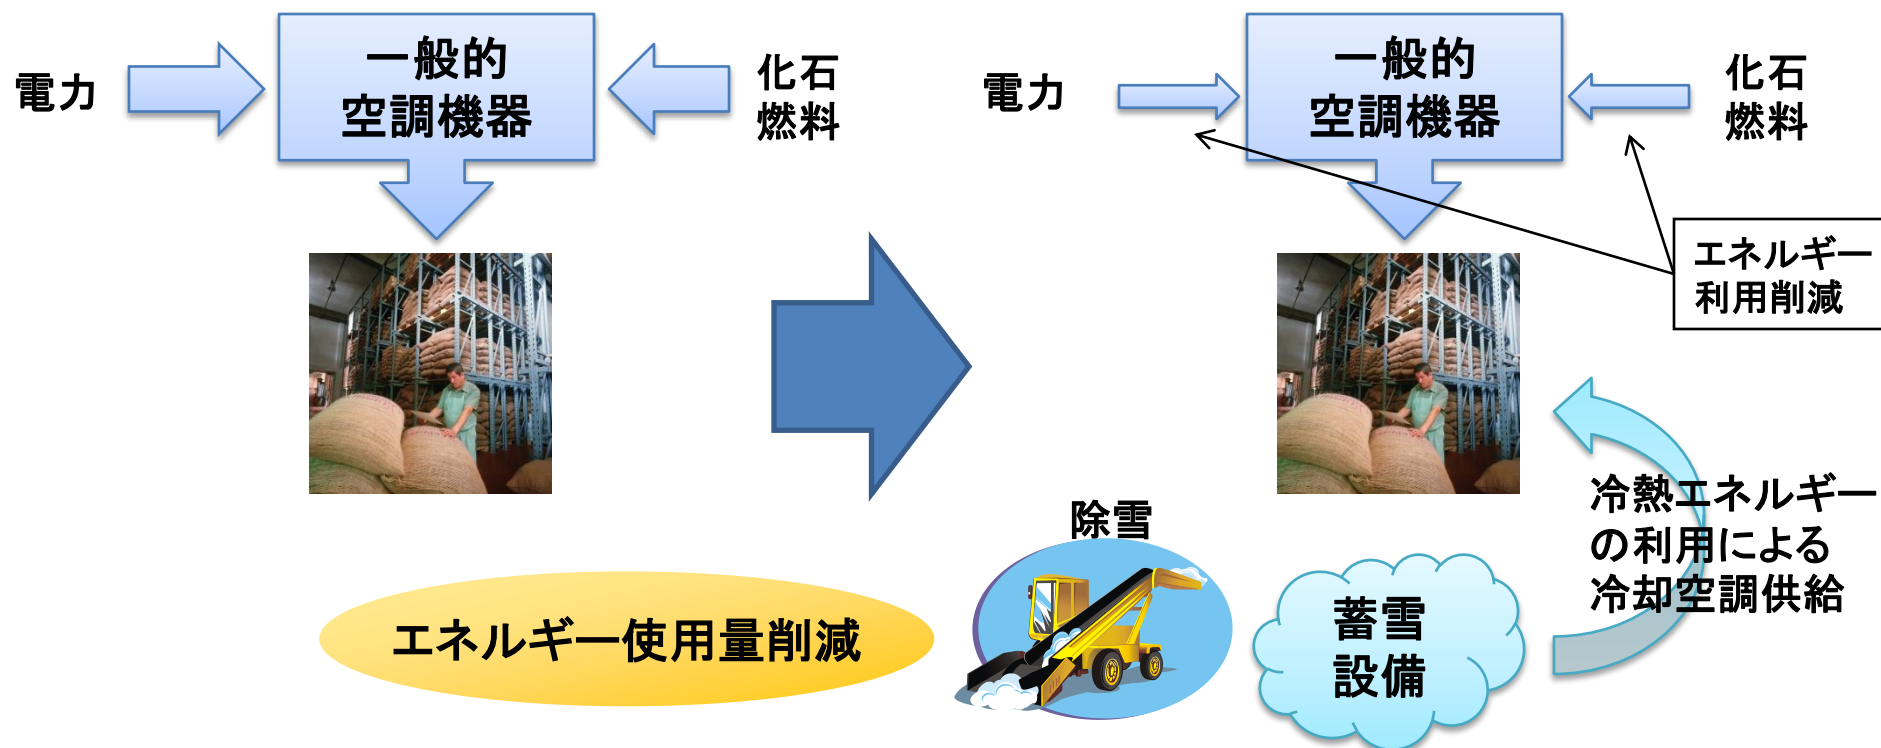 電力
一般的
空調機器
化石
燃料
電力
一般的
空調機器
化石
燃料
エネルギー
利用削減
除雪
冷熱エネルギー
の利用による
冷却空調供給
エネルギー使用量削減
蓄雪
設備